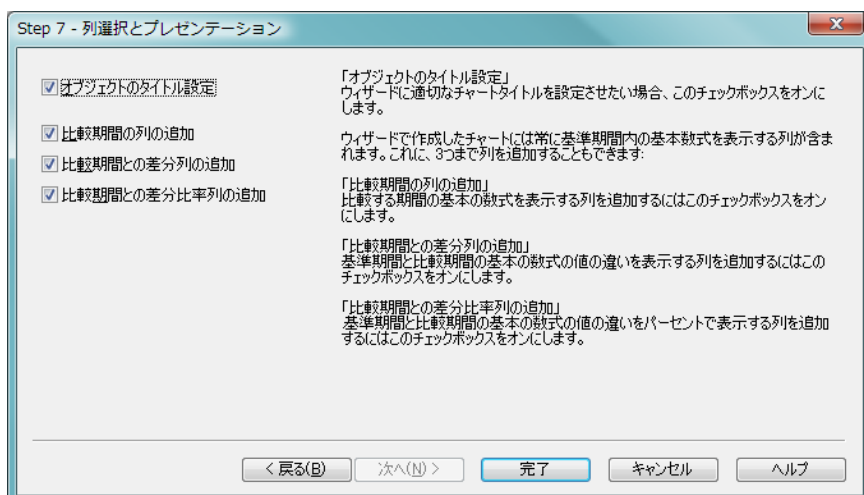 Step 7 - 列選択とプレゼンテーション
オブジェクトのタイトル設定
比較期間の列の追加
比較期間との差分列の追加
比較期間との差分比率列の追加
「オブジェクトのタイトル設定」
ウィザードに適切なチャートタイトルを設定させたい場合、このチェックボックスをオンに
します。
ウィザードで作成したチャートには常に基準期間内の基本数式を表示する列が含ま
れます。これに、3つまで列を追加することもできます:
「比較期間の列の追加」
比較する期間の基本の数式を表示する列を追加するにはこのチェックボックスをオン
にします。
「比較期間との差分列の追加」
基準期間と比較期間の基本の数式の値の違いを表示する列を追加するにはこの
チェックボックスをオンにします。
「比較期間との差分比率列の追加」
基準期間と比較期間の基本の数式の値の違いをパーセントで表示する列を追加
するにはこのチェックボックスをオンにします。
< 戻る(B)
次へ(N) >
完了
キャンセル
ヘルプ